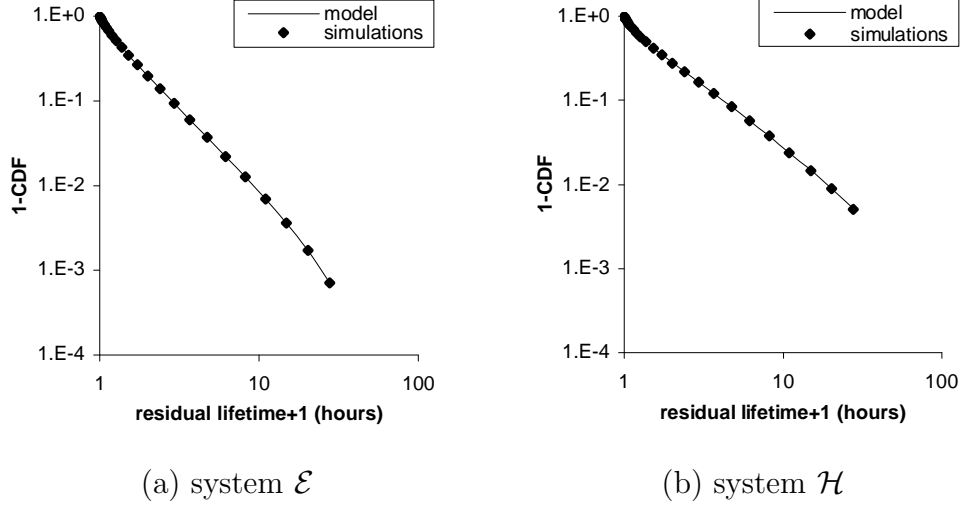 model
simulations
1.E+0
1.E-1
1.E-2
1.E-3
1.E-4
1-CDF
1
10
100
residual lifetime+1 (hours)
(a) system ℰ
model
simulations
1.E+0
1.E-1
1.E-2
1.E-3
1.E-4
1-CDF
1
10
100
residual lifetime+1 (hours)
(b) system ℋ